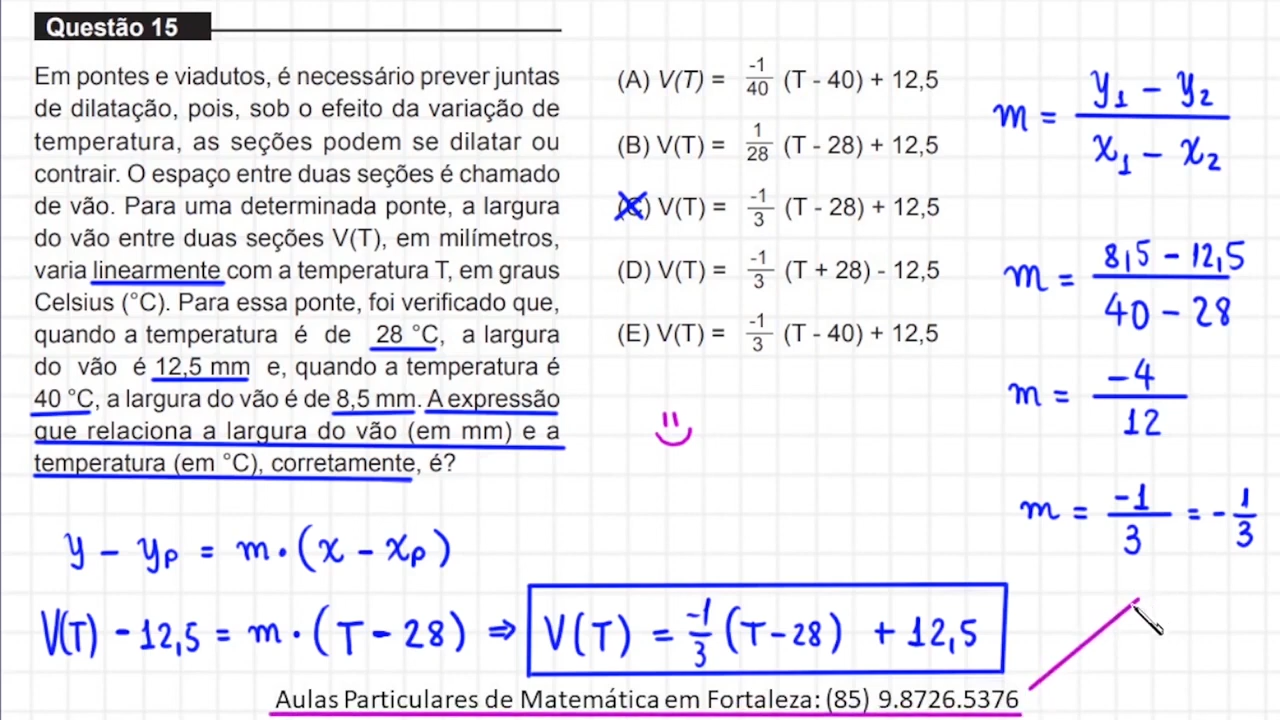 Questão 15
Em pontes e viadutos, é necessário prever juntas
de dilatação, pois, sob o efeito da variação de
temperatura, as seções podem se dilatar ou
contrair. O espaço entre duas seções é chamado
de vão. Para uma determinada ponte, a largura
do vão entre duas seções V(T), em milímetros,
varia linearmente com a temperatura T, em graus
Celsius (°C). Para essa ponte, foi verificado que,
quando a temperatura é de 28 °C, a largura
do vão é 12,5 mm e, quando a temperatura é
40 °C, a largura do vão é de 8,5 mm. A expressão
que relaciona a largura do vão (em mm) e a
temperatura (em °C), corretamente, é?
(A) V(T) = -1/40 (T - 40) + 12,5
(B) V(T) = 1/28 (T - 28) + 12,5
(C) V(T) = -1/3 (T - 28) + 12,5
(D) V(T) = -1/3 (T + 28) - 12,5
(E) V(T) = -1/3 (T - 40) + 12,5
m = y₁ - y₂ / x₁ - x₂
m = 8,5 - 12,5 / 40 - 28
m = -4 / 12
m = -1/3 = -1/3
y - yₚ = m · (x - xₚ)
V(T) - 12,5 = m · (T - 28) ⇒ V(T) = -1/3 (T - 28) + 12,5
Aulas Particulares de Matemática em Fortaleza: (85) 9.8726.5376